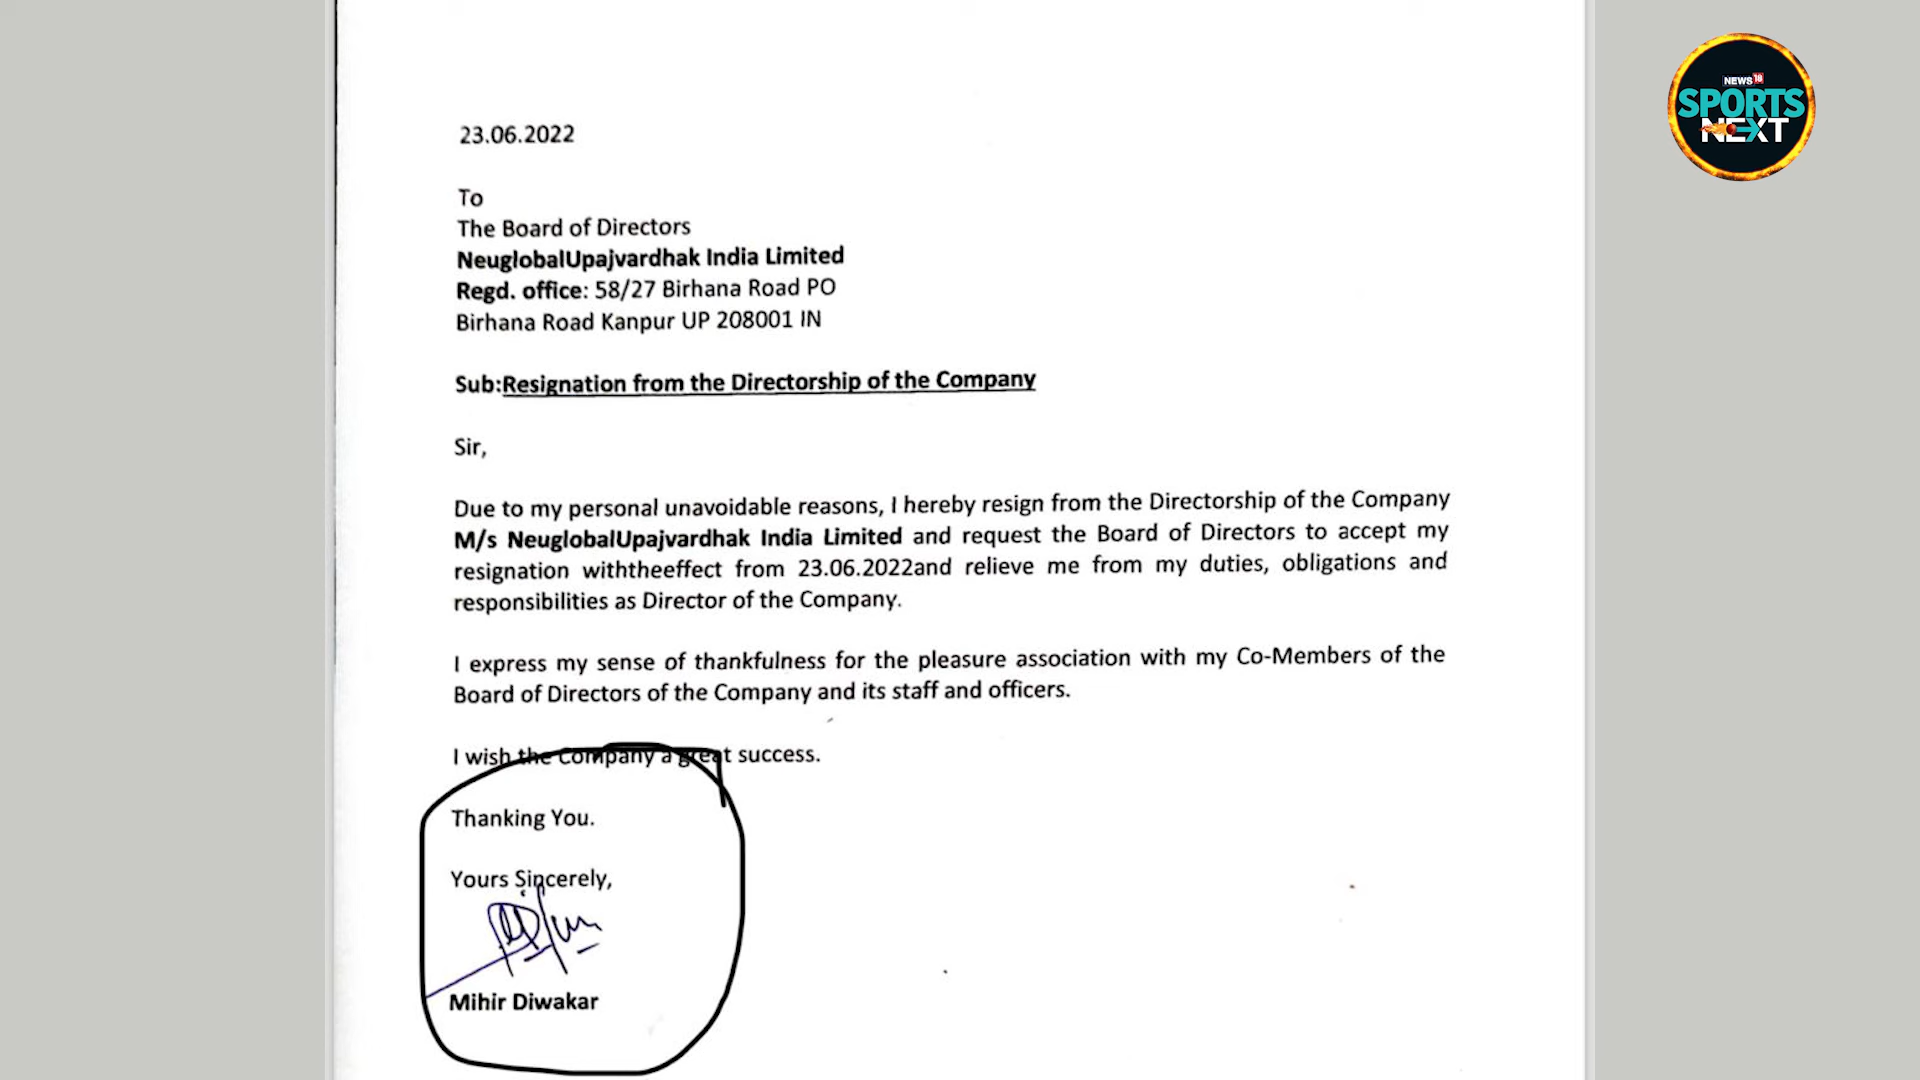 NEWS18
SPORTS
NEXT
23.06.2022
To
The Board of Directors
NeuglobalUpajvardhak India Limited
Regd. office: 58/27 Birhana Road PO
Birhana Road Kanpur UP 208001 IN
Sub:Resignation from the Directorship of the Company
Sir,
Due to my personal unavoidable reasons, I hereby resign from the Directorship of the Company
M/s NeuglobalUpajvardhak India Limited and request the Board of Directors to accept my
resignation withtheeffect from 23.06.2022and relieve me from my duties, obligations and
responsibilities as Director of the Company.
I express my sense of thankfulness for the pleasure association with my Co-Members of the
Board of Directors of the Company and its staff and officers.
I wish the Company a great success.
Thanking You.
Yours Sincerely,
Mihir Diwakar